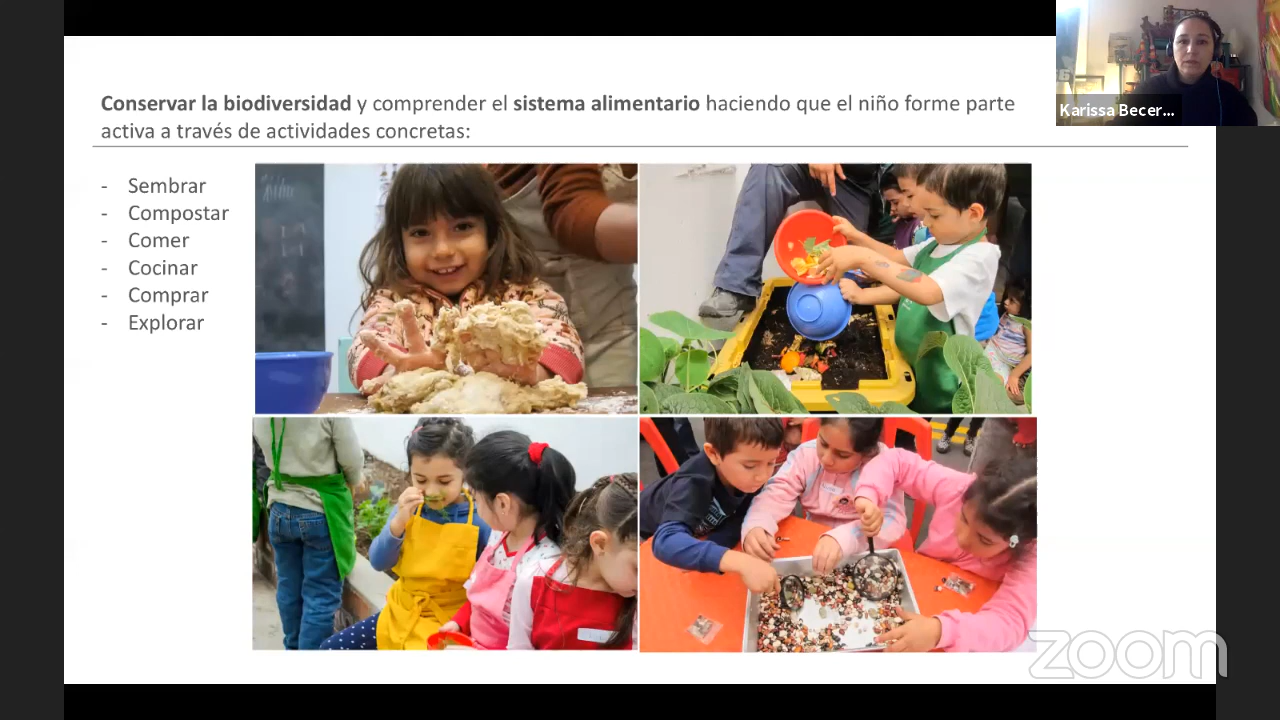 Conservar la biodiversidad y comprender el sistema alimentario haciendo que el niño forme parte
activa a través de actividades concretas:
- Sembrar
- Compostar
- Comer
- Cocinar
- Comprar
- Explorar
Karissa Becer...
zoom